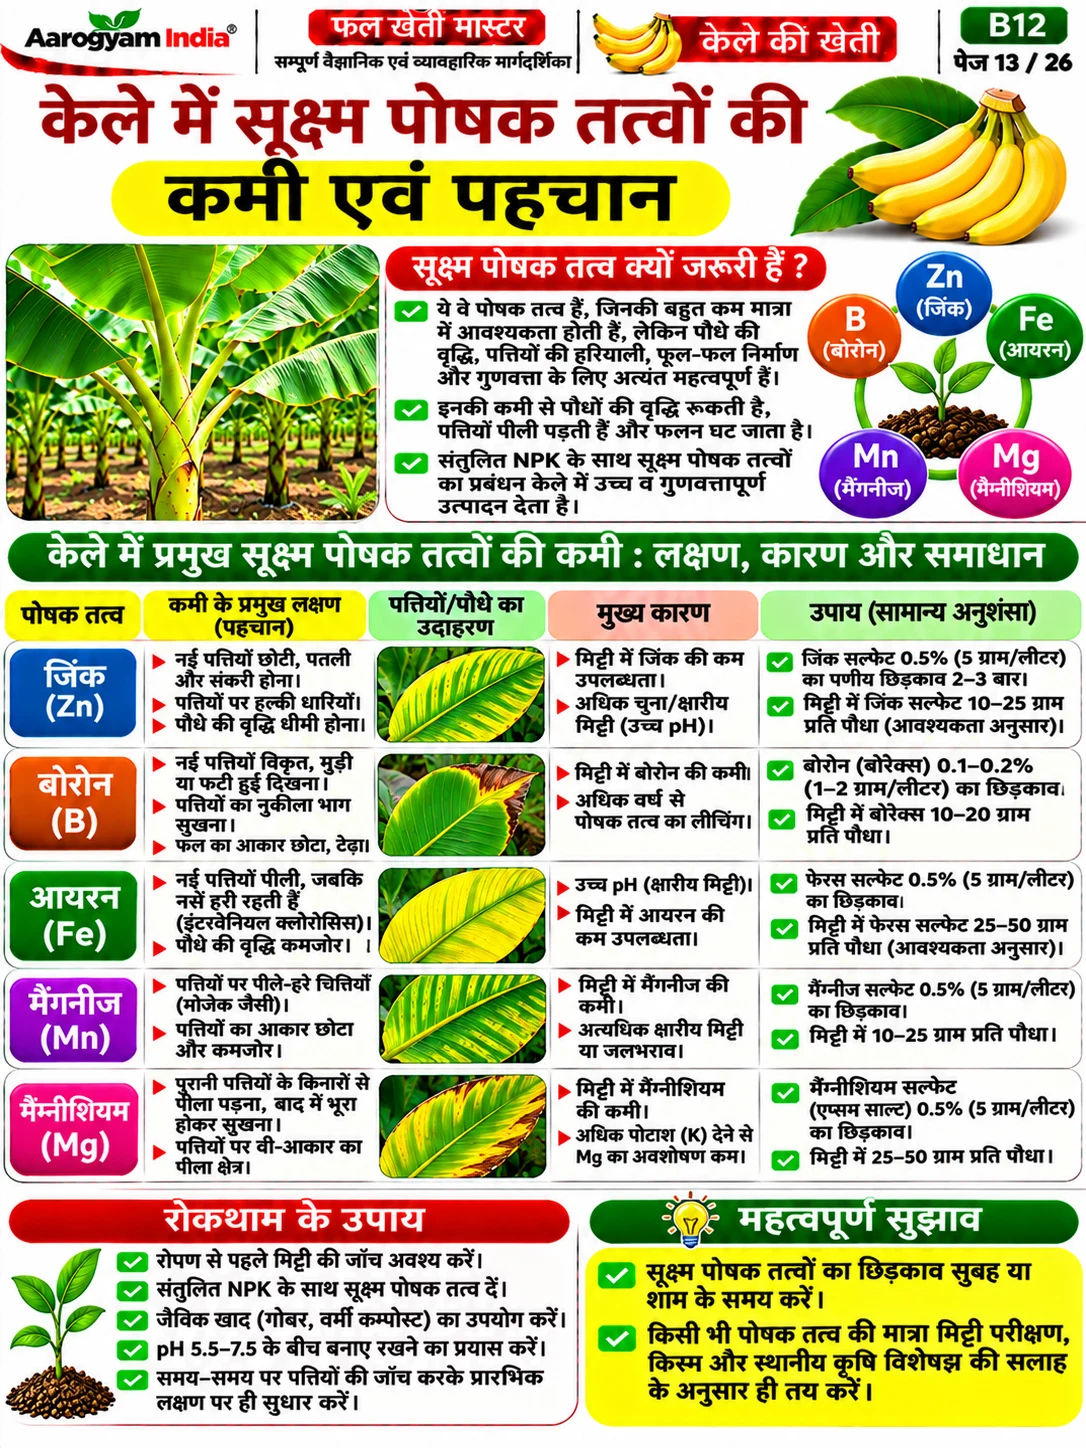 Aarogyam India®
फल खेती मास्टर
सम्पूर्ण वैज्ञानिक एवं व्यावहारिक मार्गदर्शिका
केले की खेती
B12
पेज 13 / 26
केले में सूक्ष्म पोषक तत्वों की
कमी एवं पहचान
सूक्ष्म पोषक तत्व क्यों जरूरी हैं ?
ये वे पोषक तत्व हैं, जिनकी बहुत कम मात्रा
में आवश्यकता होती हैं, लेकिन पौधे की
वृद्धि, पत्तियों की हरियाली, फूल-फल निर्माण
और गुणवत्ता के लिए अत्यंत महत्वपूर्ण हैं।
इनकी कमी से पौधों की वृद्धि रूकती है,
पत्तियों पीली पड़ती हैं और फलन घट जाता है।
संतुलित NPK के साथ सूक्ष्म पोषक तत्वों
का प्रबंधन केले में उच्च व गुणवत्तापूर्ण
उत्पादन देता है।
Zn
(जिंक)
B
(बोरोन)
Fe
(आयरन)
Mn
(मैंगनीज)
Mg
(मैग्नीशियम)
केले में प्रमुख सूक्ष्म पोषक तत्वों की कमी : लक्षण, कारण और समाधान
पोषक तत्व
कमी के प्रमुख लक्षण
(पहचान)
पत्तियों/पौधे का
उदाहरण
मुख्य कारण
उपाय (सामान्य अनुशंसा)
जिंक
(Zn)
नई पत्तियों छोटी, पतली
और संकरी होना।
पत्तियों पर हल्की धारियों।
पौधे की वृद्धि धीमी होना।
मिट्टी में जिंक की कम
उपलब्धता।
अधिक चुना/क्षारीय
मिट्टी (उच्च pH)।
जिंक सल्फेट 0.5% (5 ग्राम/लीटर)
का पणीय छिड़काव 2–3 बार।
मिट्टी में जिंक सल्फेट 10–25 ग्राम
प्रति पौधा (आवश्यकता अनुसार)।
बोरोन
(B)
नई पत्तियों विकृत, मुड़ी
या फटी हुई दिखना।
पत्तियों का नुकीला भाग
सुखना।
फल का आकार छोटा, टेढ़ा।
मिट्टी में बोरोन की कमी।
अधिक वर्ष से
पोषक तत्व का लीचिंग।
बोरोन (बोरेक्स) 0.1–0.2%
(1–2 ग्राम/लीटर) का छिड़काव।
मिट्टी में बोरेक्स 10–20 ग्राम
प्रति पौधा।
आयरन
(Fe)
नई पत्तियों पीली, जबकि
नसें हरी रहती हैं
(इंटरवेनियल क्लोरोसिस)।
पौधे की वृद्धि कमजोर। ।
उच्च pH (क्षारीय मिट्टी)।
मिट्टी में आयरन की
कम उपलब्धता।
फेरस सल्फेट 0.5% (5 ग्राम/लीटर)
का छिड़काव।
मिट्टी में फेरस सल्फेट 25–50 ग्राम
प्रति पौधा (आवश्यकता अनुसार)।
मैंगनीज
(Mn)
पत्तियों पर पीले-हरे चित्तियाँ
(मोजेक जैसी)।
पत्तियों का आकार छोटा
और कमजोर।
मिट्टी में मैंगनीज की
कमी।
अत्यधिक क्षारीय मिट्टी
या जलभराव।
मैंग्नीज सल्फेट 0.5% (5 ग्राम/लीटर)
का छिड़काव।
मिट्टी में 10–25 ग्राम प्रति पौधा।
मैंग्नीशियम
(Mg)
पुरानी पत्तियों के किनारों से
पीला पड़ना, बाद में भूरा
होकर सुखना।
पत्तियों पर वी-आकार का
पीला क्षेत्र।
मिट्टी में मैंग्नीशियम
की कमी।
अधिक पोटाश (K) देने से
Mg का अवशोषण कम।
मैंग्नीशियम सल्फेट
(एप्सम साल्ट) 0.5% (5 ग्राम/लीटर)
का छिड़काव।
मिट्टी में 25–50 ग्राम प्रति पौधा।
रोकथाम के उपाय
रोपण से पहले मिट्टी की जॉच अवश्य करें।
संतुलित NPK के साथ सूक्ष्म पोषक तत्व दें।
जैविक खाद (गोबर, वर्मी कम्पोस्ट) का उपयोग करें।
pH 5.5–7.5 के बीच बनाए रखने का प्रयास करें।
समय–समय पर पत्तियों की जॉच करके प्रारभिक
लक्षण पर ही सुधार करें।
महत्वपूर्ण सुझाव
सूक्ष्म पोषक तत्वों का छिड़काव सुबह या
शाम के समय करें।
किसी भी पोषक तत्व की मात्रा मिट्टी परीक्षण,
किस्म और स्थानीय कृषि विशेषझ की सलाह
के अनुसार ही तय करें।